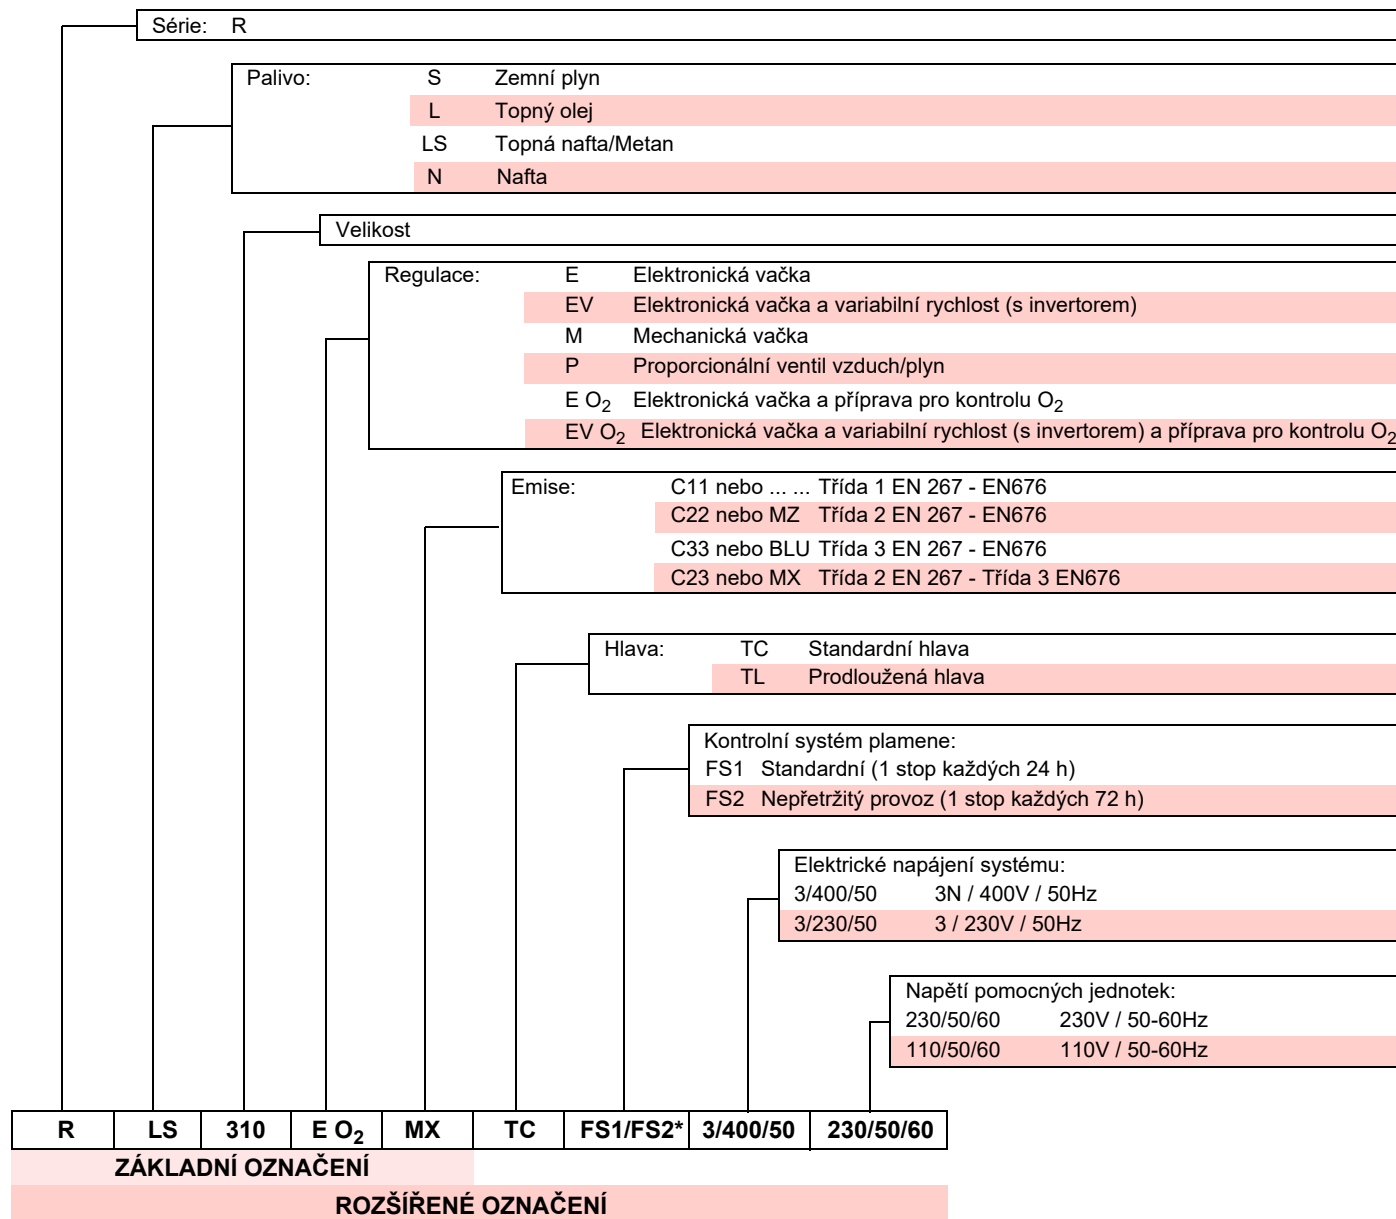 Série: R
Palivo: S Zemní plyn
L Topný olej
LS Topná nafta/Metan
N Nafta
Velikost
Regulace: E Elektronická vačka
EV Elektronická vačka a variabilní rychlost (s invertorem)
M Mechanická vačka
P Proporcionální ventil vzduch/plyn
E O2 Elektronická vačka a příprava pro kontrolu O2
EV O2 Elektronická vačka a variabilní rychlost (s invertorem) a příprava pro kontrolu O2
Emise: C11 nebo ... ... Třída 1 EN 267 - EN676
C22 nebo MZ Třída 2 EN 267 - EN676
C33 nebo BLU Třída 3 EN 267 - EN676
C23 nebo MX Třída 2 EN 267 - Třída 3 EN676
Hlava: TC Standardní hlava
TL Prodloužená hlava
Kontrolní systém plamene:
FS1 Standardní (1 stop každých 24 h)
FS2 Nepřetržitý provoz (1 stop každých 72 h)
Elektrické napájení systému:
3/400/50 3N / 400V / 50Hz
3/230/50 3 / 230V / 50Hz
Napětí pomocných jednotek:
230/50/60 230V / 50-60Hz
110/50/60 110V / 50-60Hz
R LS 310 E O2 MX TC FS1/FS2* 3/400/50 230/50/60
ZÁKLADNÍ OZNAČENÍ
ROZŠÍŘENÉ OZNAČENÍ